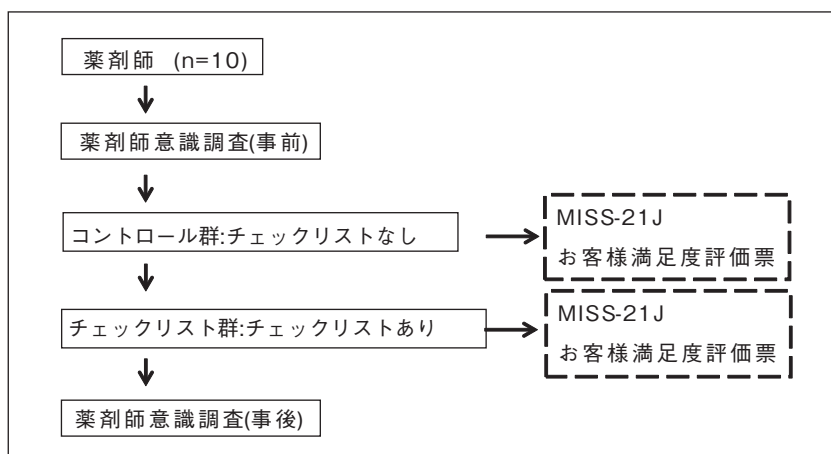 薬剤師 (n=10)
薬剤師意識調査(事前)
コントロール群:チェックリストなし
MISS-21J
お客様満足度評価票
チェックリスト群:チェックリストあり
MISS-21J
お客様満足度評価票
薬剤師意識調査(事後)